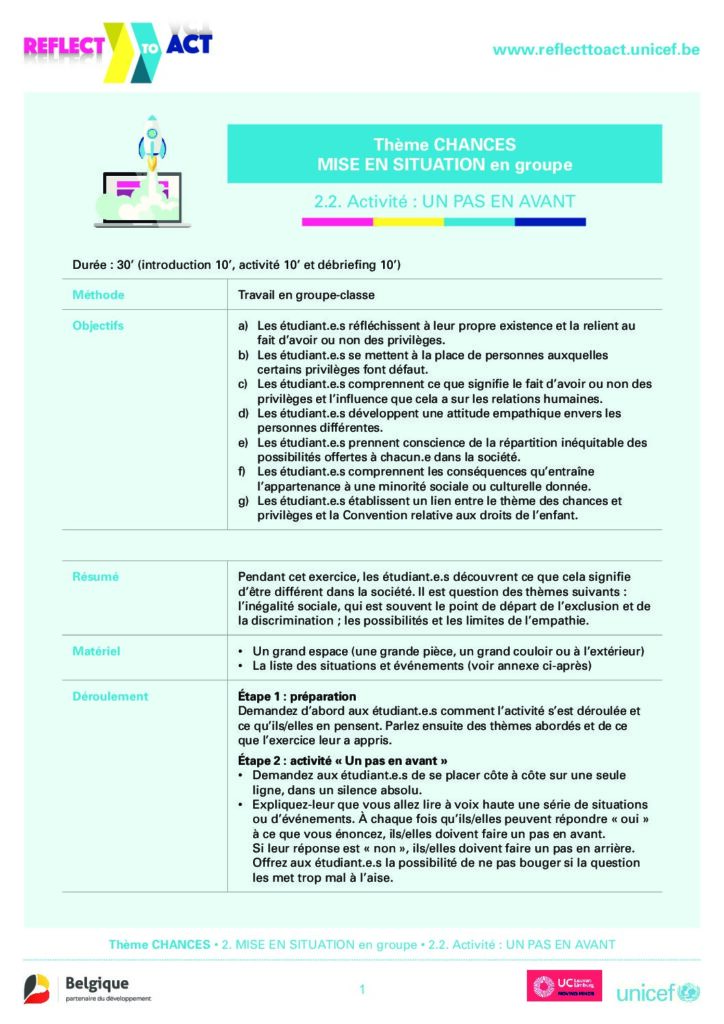 REFLECT TO ACT
www.reflecttoact.unicef.be
Thème CHANCES
MISE EN SITUATION en groupe
2.2. Activité : UN PAS EN AVANT
Durée : 30’ (introduction 10’, activité 10’ et débriefing 10’)
Méthode
Travail en groupe-classe
Objectifs
a) Les étudiant.e.s réfléchissent à leur propre existence et la relient au
fait d’avoir ou non des privilèges.
b) Les étudiant.e.s se mettent à la place de personnes auxquelles
certains privilèges font défaut.
c) Les étudiant.e.s comprennent ce que signifie le fait d’avoir ou non des
privilèges et l’influence que cela a sur les relations humaines.
d) Les étudiant.e.s développent une attitude empathique envers les
personnes différentes.
e) Les étudiant.e.s prennent conscience de la répartition inéquitable des
possibilités offertes à chacun.e dans la société.
f) Les étudiant.e.s comprennent les conséquences qu’entraîne
l’appartenance à une minorité sociale ou culturelle donnée.
g) Les étudiant.e.s établissent un lien entre le thème des chances et
privilèges et la Convention relative aux droits de l’enfant.
Résumé
Pendant cet exercice, les étudiant.e.s découvrent ce que cela signifie
d’être différent dans la société. Il est question des thèmes suivants :
l’inégalité sociale, qui est souvent le point de départ de l’exclusion et de
la discrimination ; les possibilités et les limites de l’empathie.
Matériel
• Un grand espace (une grande pièce, un grand couloir ou à l’extérieur)
• La liste des situations et événements (voir annexe ci-après)
Déroulement
Étape 1 : préparation
Demandez d’abord aux étudiant.e.s comment l’activité s’est déroulée et
ce qu’ils/elles en pensent. Parlez ensuite des thèmes abordés et de ce
que l’exercice leur a appris.
Étape 2 : activité « Un pas en avant »
• Demandez aux étudiant.e.s de se placer côte à côte sur une seule
ligne, dans un silence absolu.
• Expliquez-leur que vous allez lire à voix haute une série de situations
ou d’événements. À chaque fois qu’ils/elles peuvent répondre « oui »
à ce que vous énoncez, ils/elles doivent faire un pas en avant.
Si leur réponse est « non », ils/elles doivent faire un pas en arrière.
Offrez aux étudiant.e.s la possibilité de ne pas bouger si la question
les met trop mal à l’aise.
Thème CHANCES • 2. MISE EN SITUATION en groupe • 2.2. Activité : UN PAS EN AVANT
Belgique
partenaire du développement
1
UC Leuven
Limburg
unicef